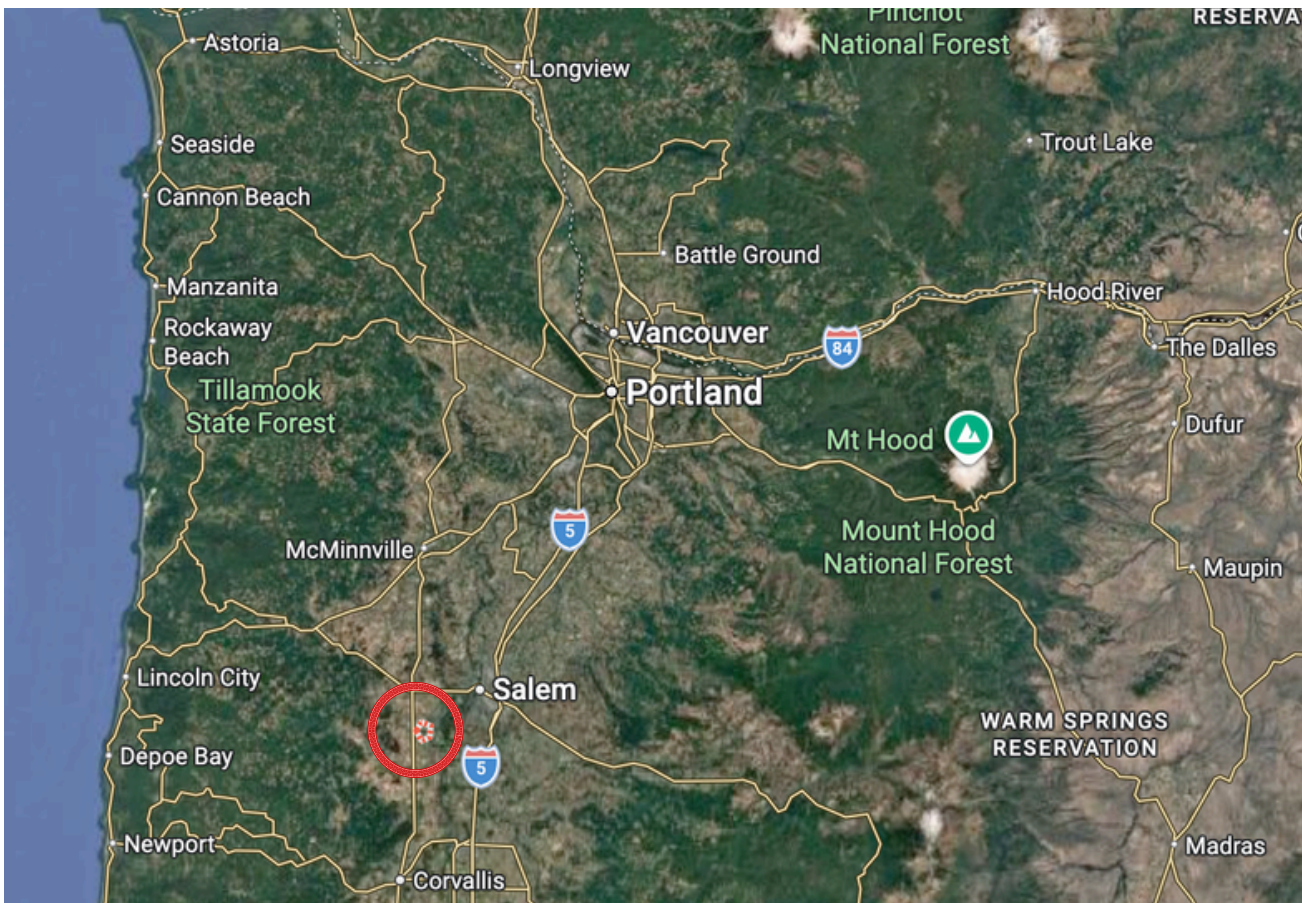 Pinchot
National Forest
RESERVA
Astoria
Longview
Seaside
Trout Lake
Cannon Beach
Battle Ground
Manzanita
Hood River
Rockaway
Beach
Vancouver
84
The Dalles
Tillamook
State Forest
Portland
Mt Hood
Dufur
5
Mount Hood
National Forest
McMinnville
Maupin
Lincoln City
Salem
WARM SPRINGS
RESERVATION
Depoe Bay
5
Newport
Madras
Corvallis